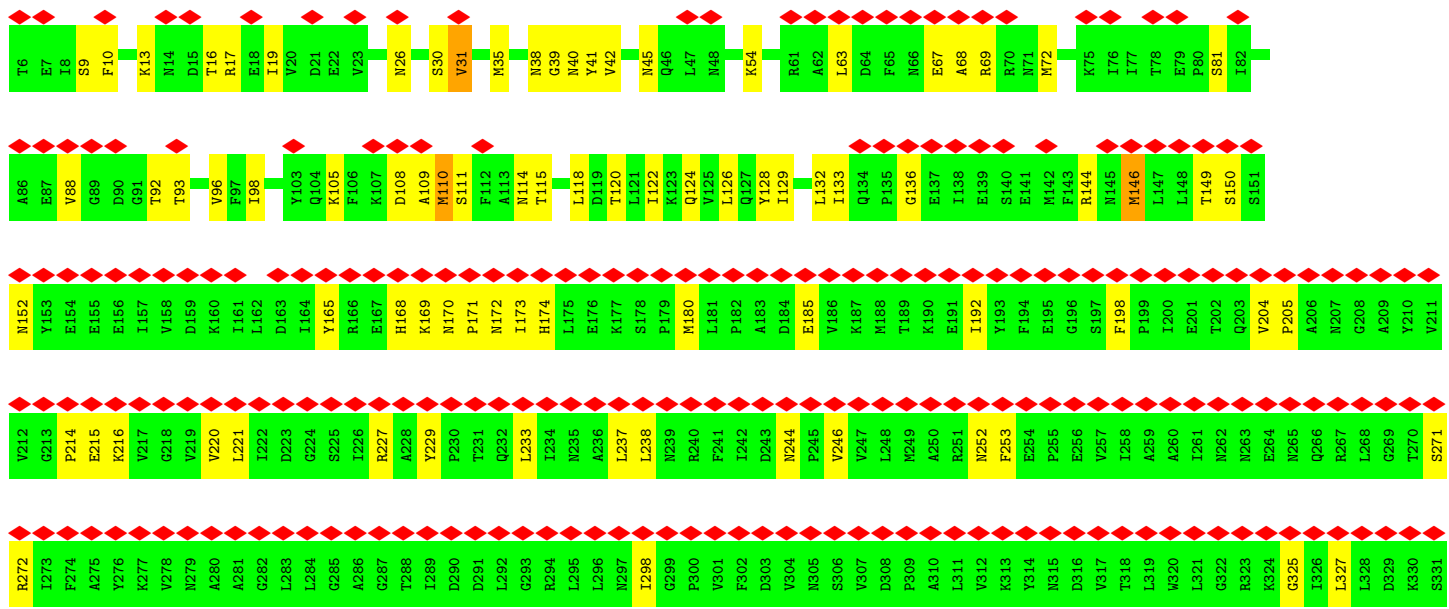 T6 E7 I8 S9 F10 K13 N14 D15 T16 R17 E18 I19 V20 D21 E22 V23 N26 S30 V31 M35 N38 G39 N40 Y41 V42 N45 Q46 L47 N48 K54 R61 A62 L63 D64 F65 N66 E67 A68 R69 R70 N71 M72 K75 I76 I77 T78 E79 P80 S81 I82
A86 E87 V88 G89 D90 G91 T92 T93 V96 F97 I98 Y103 Q104 K105 F106 K107 D108 A109 M110 S111 F112 A113 N114 T115 L118 D119 T120 L121 I122 K123 Q124 V125 L126 Q127 Y128 I129 L132 I133 Q134 P135 G136 E137 I138 E139 S140 E141 M142 F143 R144 N145 M146 L147 L148 T149 S150 S151
N152 Y153 E154 E155 E156 I157 V158 D159 K160 I161 L162 D163 I164 Y165 R166 E167 H168 K169 N170 P171 N172 I173 H174 L175 E176 K177 S178 P179 M180 L181 P182 A183 D184 E185 V186 K187 M188 T189 K190 E191 I192 Y193 F194 E195 G196 S197 F198 P199 I200 E201 T202 Q203 V204 P205 A206 N207 G208 A209 Y210 V211
V212 G213 P214 E215 K216 V217 G218 V219 V220 L221 I222 D223 G224 S225 I226 R227 A228 Y229 P230 T231 Q232 L233 I234 N235 A236 L237 L238 N239 R240 F241 I242 D243 N244 P245 V246 V247 L248 M249 A250 R251 N252 F253 E254 P255 E256 V257 I258 A259 A260 I261 N262 N263 E264 N265 Q266 R267 L268 G269 T270 S271
R272 I273 F274 A275 Y276 K277 V278 N279 A280 A281 G282 L283 L284 G285 A286 G287 T288 I289 D290 D291 L292 G293 R294 L295 L296 N297 I298 G299 P300 V301 F302 D303 V304 N305 S306 V307 D308 P309 A310 L311 V312 K313 Y314 N315 D316 V317 T318 L319 W320 L321 G322 R323 K324 G325 I326 L327 L328 D329 K330 S331